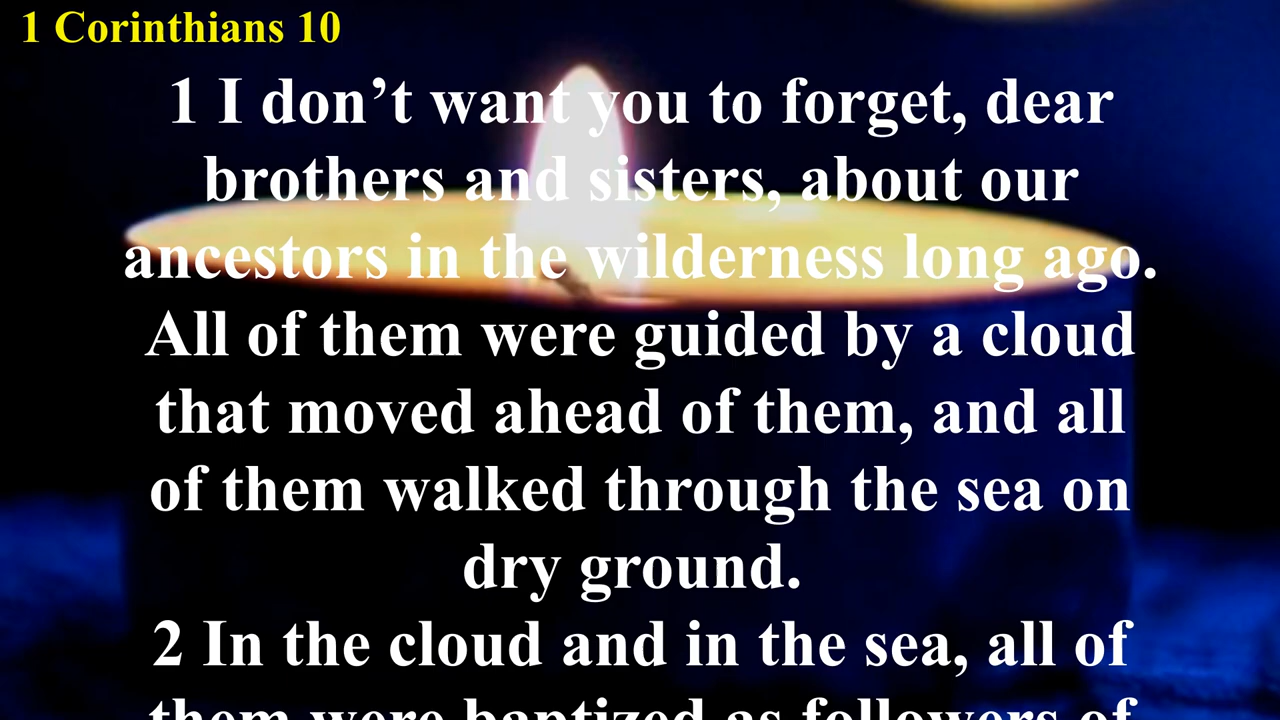 1 Corinthians 10
1 I don’t want you to forget, dear
brothers and sisters, about our
ancestors in the wilderness long ago.
All of them were guided by a cloud
that moved ahead of them, and all
of them walked through the sea on
dry ground.
2 In the cloud and in the sea, all of
them were baptized as followers of